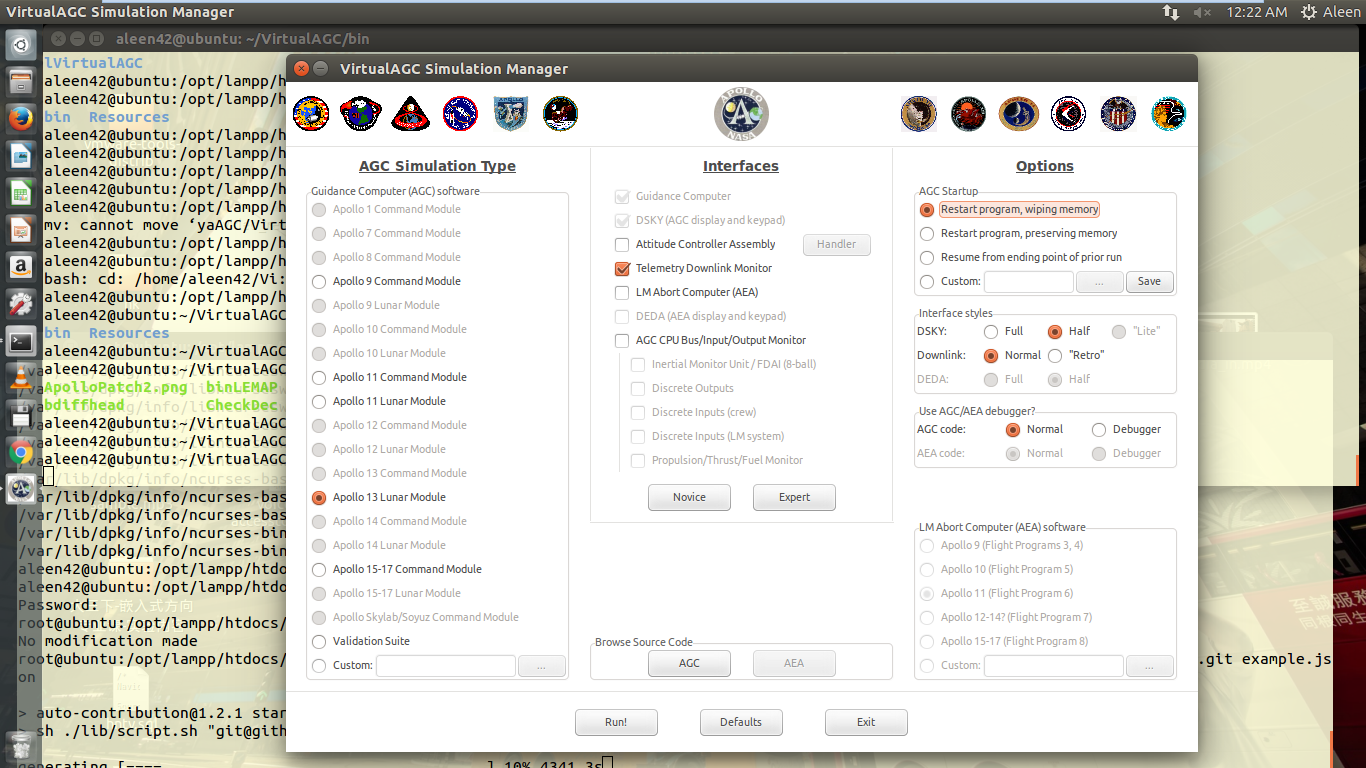 VirtualAGC Simulation Manager
12:22 AM Aleen
aleen42@ubuntu: ~/VirtualAGC/bin
lVirtualAGC
aleen42@ubuntu:/opt/lampp/h
aleen42@ubuntu:/opt/lampp/h
bin Resources
aleen42@ubuntu:/opt/lampp/h
aleen42@ubuntu:/opt/lampp/h
aleen42@ubuntu:/opt/lampp/h
aleen42@ubuntu:/opt/lampp/h
aleen42@ubuntu:/opt/lampp/h
mv: cannot move ‘yaAGC/Virt
aleen42@ubuntu:/opt/lampp/h
aleen42@ubuntu:/opt/lampp/h
bash: cd: /home/aleen42/Vi
aleen42@ubuntu:/opt/lampp/h
aleen42@ubuntu:~/VirtualAGC
bin Resources
aleen42@ubuntu:~/VirtualAGC
aleen42@ubuntu:~/VirtualAGC
ApolloPatch2.png binLEMAP
bdiffhead CheckDec
aleen42@ubuntu:~/VirtualAGC
aleen42@ubuntu:~/VirtualAGC
aleen42@ubuntu:~/VirtualAGC
/var/lib/dpkg/info/ncurses-bas
/var/lib/dpkg/info/ncurses-bas
/var/lib/dpkg/info/ncurses-bin
/var/lib/dpkg/info/ncurses-bin
aleen42@ubuntu:/opt/lampp/htdo
aleen42@ubuntu:/opt/lampp/htdo
Password:
root@ubuntu:/opt/lampp/htdocs/
No modification made
root@ubuntu:/opt/lampp/htdocs/
.git example.js
on
> auto-contribution@1.2.1 star
> sh ./lib/script.sh "git@gith
generating [==== ] 10% 4341.3s
VirtualAGC Simulation Manager
APOLLO
NASA
AGC Simulation Type
Guidance Computer (AGC) software
Apollo 1 Command Module
Apollo 7 Command Module
Apollo 8 Command Module
Apollo 9 Command Module
Apollo 9 Lunar Module
Apollo 10 Command Module
Apollo 10 Lunar Module
Apollo 11 Command Module
Apollo 11 Lunar Module
Apollo 12 Command Module
Apollo 12 Lunar Module
Apollo 13 Command Module
Apollo 13 Lunar Module
Apollo 14 Command Module
Apollo 14 Lunar Module
Apollo 15-17 Command Module
Apollo 15-17 Lunar Module
Apollo Skylab/Soyuz Command Module
Validation Suite
Custom: ...
Interfaces
Guidance Computer
DSKY (AGC display and keypad)
Attitude Controller Assembly Handler
Telemetry Downlink Monitor
LM Abort Computer (AEA)
DEDA (AEA display and keypad)
AGC CPU Bus/Input/Output Monitor
Inertial Monitor Unit / FDAI (8-ball)
Discrete Outputs
Discrete Inputs (crew)
Discrete Inputs (LM system)
Propulsion/Thrust/Fuel Monitor
Novice Expert
Browse Source Code
AGC AEA
Options
AGC Startup
Restart program, wiping memory
Restart program, preserving memory
Resume from ending point of prior run
Custom: ... Save
Interface styles
DSKY: Full Half "Lite"
Downlink: Normal "Retro"
DEDA: Full Half
Use AGC/AEA debugger?
AGC code: Normal Debugger
AEA code: Normal Debugger
LM Abort Computer (AEA) software
Apollo 9 (Flight Programs 3, 4)
Apollo 10 (Flight Program 5)
Apollo 11 (Flight Program 6)
Apollo 12-14? (Flight Program 7)
Apollo 15-17 (Flight Program 8)
Custom: ...
Run! Defaults Exit
至誠服務